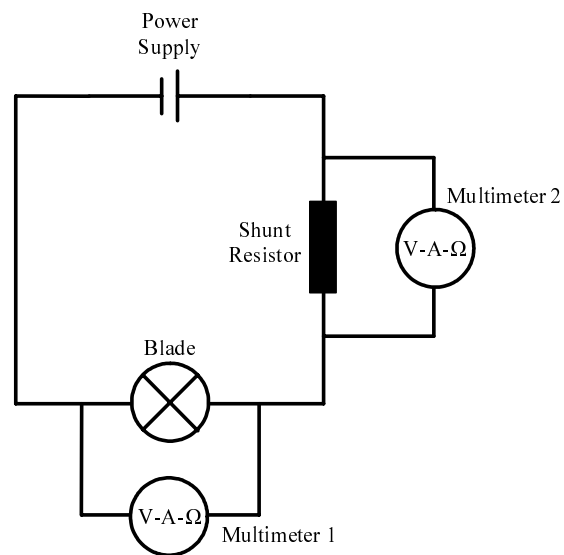 Power
Supply
Multimeter 2
Shunt
Resistor
V-A-Ω
Blade
V-A-Ω
Multimeter 1